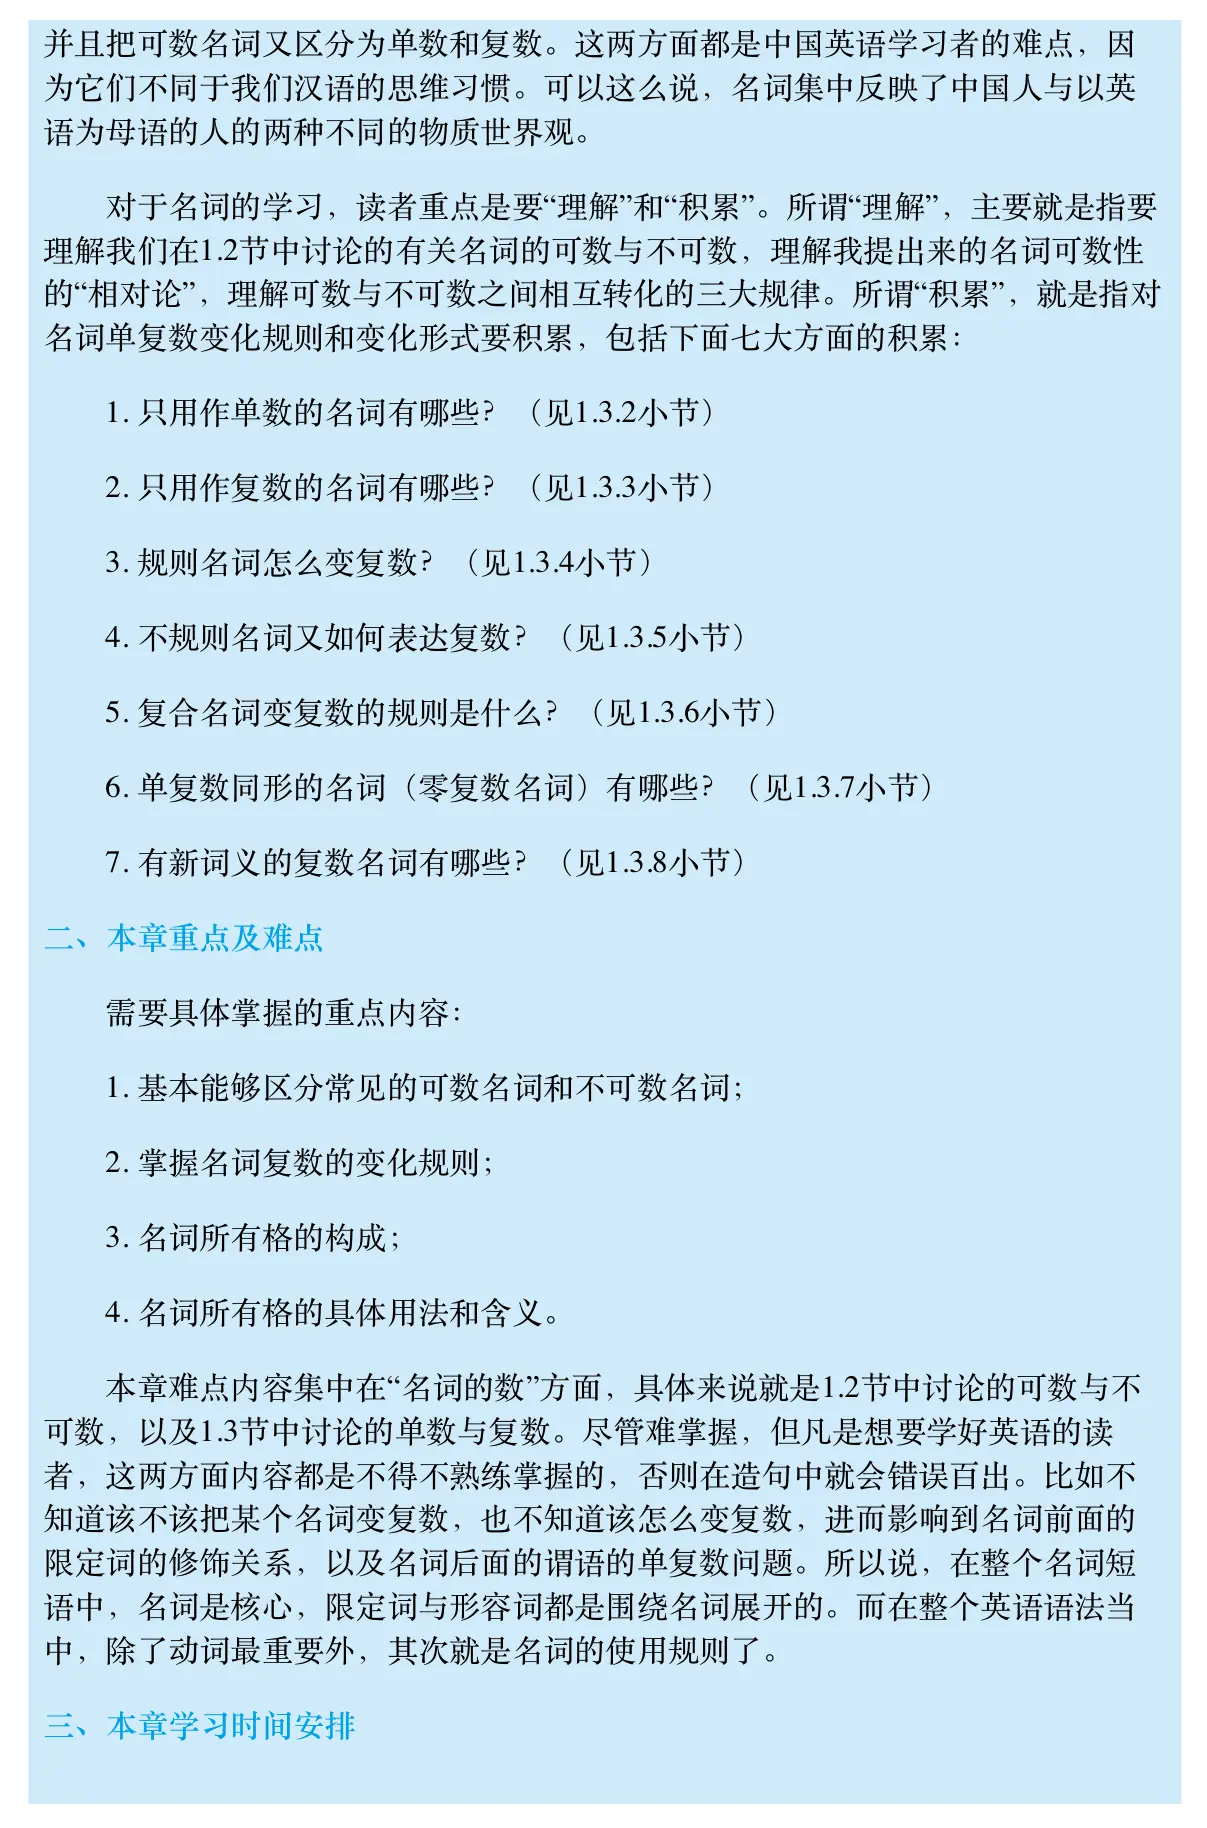 并且把可数名词又区分为单数和复数。这两方面都是中国英语学习者的难点，因
为它们不同于我们汉语的思维习惯。可以这么说，名词集中反映了中国人与以英
语为母语的人的两种不同的物质世界观。
对于名词的学习，读者重点是要“理解”和“积累”。所谓“理解”，主要就是指要
理解我们在1.2节中讨论的有关名词的可数与不可数，理解我提出来的名词可数性
的“相对论”，理解可数与不可数之间相互转化的三大规律。所谓“积累”，就是指对
名词单复数变化规则和变化形式要积累，包括下面七大方面的积累：
1. 只用作单数的名词有哪些？（见1.3.2小节）
2. 只用作复数的名词有哪些？（见1.3.3小节）
3. 规则名词怎么变复数？（见1.3.4小节）
4. 不规则名词又如何表达复数？（见1.3.5小节）
5. 复合名词变复数的规则是什么？（见1.3.6小节）
6. 单复数同形的名词（零复数名词）有哪些？（见1.3.7小节）
7. 有新词义的复数名词有哪些？（见1.3.8小节）
二、本章重点及难点
需要具体掌握的重点内容：
1. 基本能够区分常见的可数名词和不可数名词；
2. 掌握名词复数的变化规则；
3. 名词所有格的构成；
4. 名词所有格的具体用法和含义。
本章难点内容集中在“名词的数”方面，具体来说就是1.2节中讨论的可数与不
可数，以及1.3节中讨论的单数与复数。尽管难掌握，但凡是想要学好英语的读
者，这两方面内容都是不得不熟练掌握的，否则在造句中就会错误百出。比如不
知道该不该把某个名词变复数，也不知道该怎么变复数，进而影响到名词前面的
限定词的修饰关系，以及名词后面的谓语的单复数问题。所以说，在整个名词短
语中，名词是核心，限定词与形容词都是围绕名词展开的。而在整个英语语法当
中，除了动词最重要外，其次就是名词的使用规则了。
三、本章学习时间安排